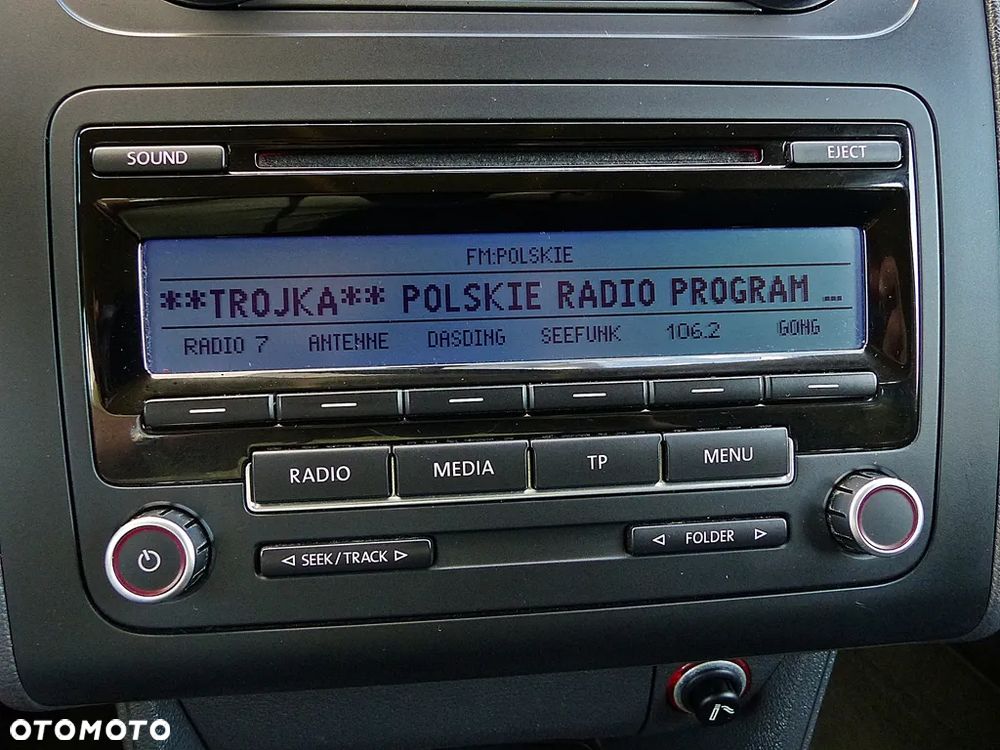 SOUND EJECT
FM:POLSKIE
**TROJKA** POLSKIE RADIO PROGRAM ...
RADIO 7 ANTENNE DASDING SEEFUNK 106.2 GONG
RADIO MEDIA TP MENU
SEEK/TRACK FOLDER
OTOMOTO